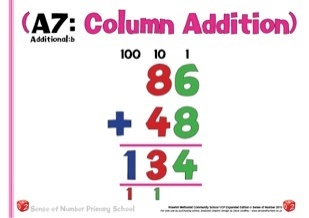 (A7: Column Addition)
Additional:b
100 10 1
86
+ 48
134
1 1
Sense of Number Primary School